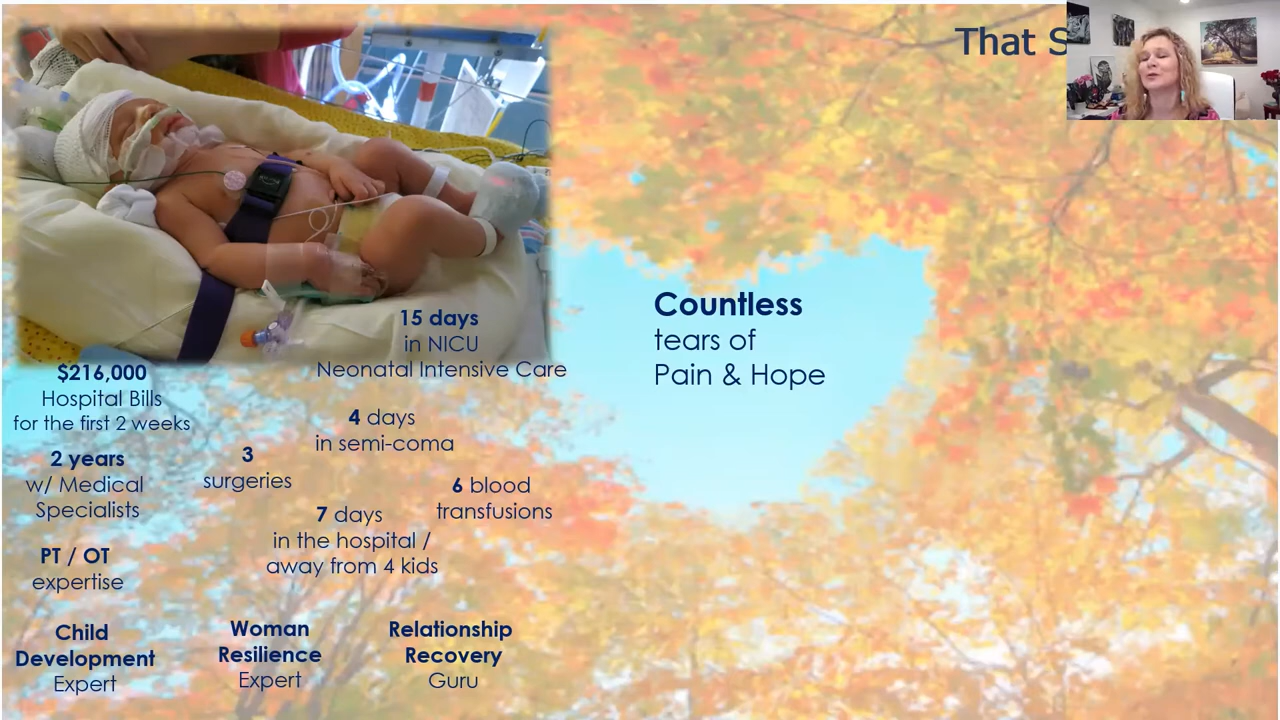 That S
15 days
in NICU
Neonatal Intensive Care
$216,000
Hospital Bills
for the first 2 weeks
Countless
tears of
Pain & Hope
4 days
in semi-coma
2 years
w/ Medical
Specialists
3
surgeries
6 blood
transfusions
7 days
in the hospital /
away from 4 kids
PT / OT
expertise
Child
Development
Expert
Woman
Resilience
Expert
Relationship
Recovery
Guru